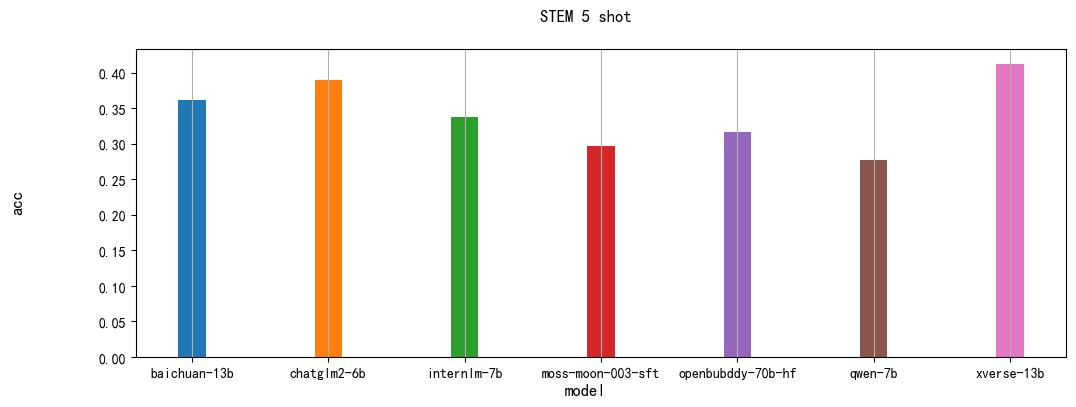 STEM 5 shot
acc
0.40
0.35
0.30
0.25
0.20
0.15
0.10
0.05
0.00
baichuan-13b chatglm2-6b internlm-7b moss-moon-003-sft openbubddy-70b-hf qwen-7b xverse-13b
model